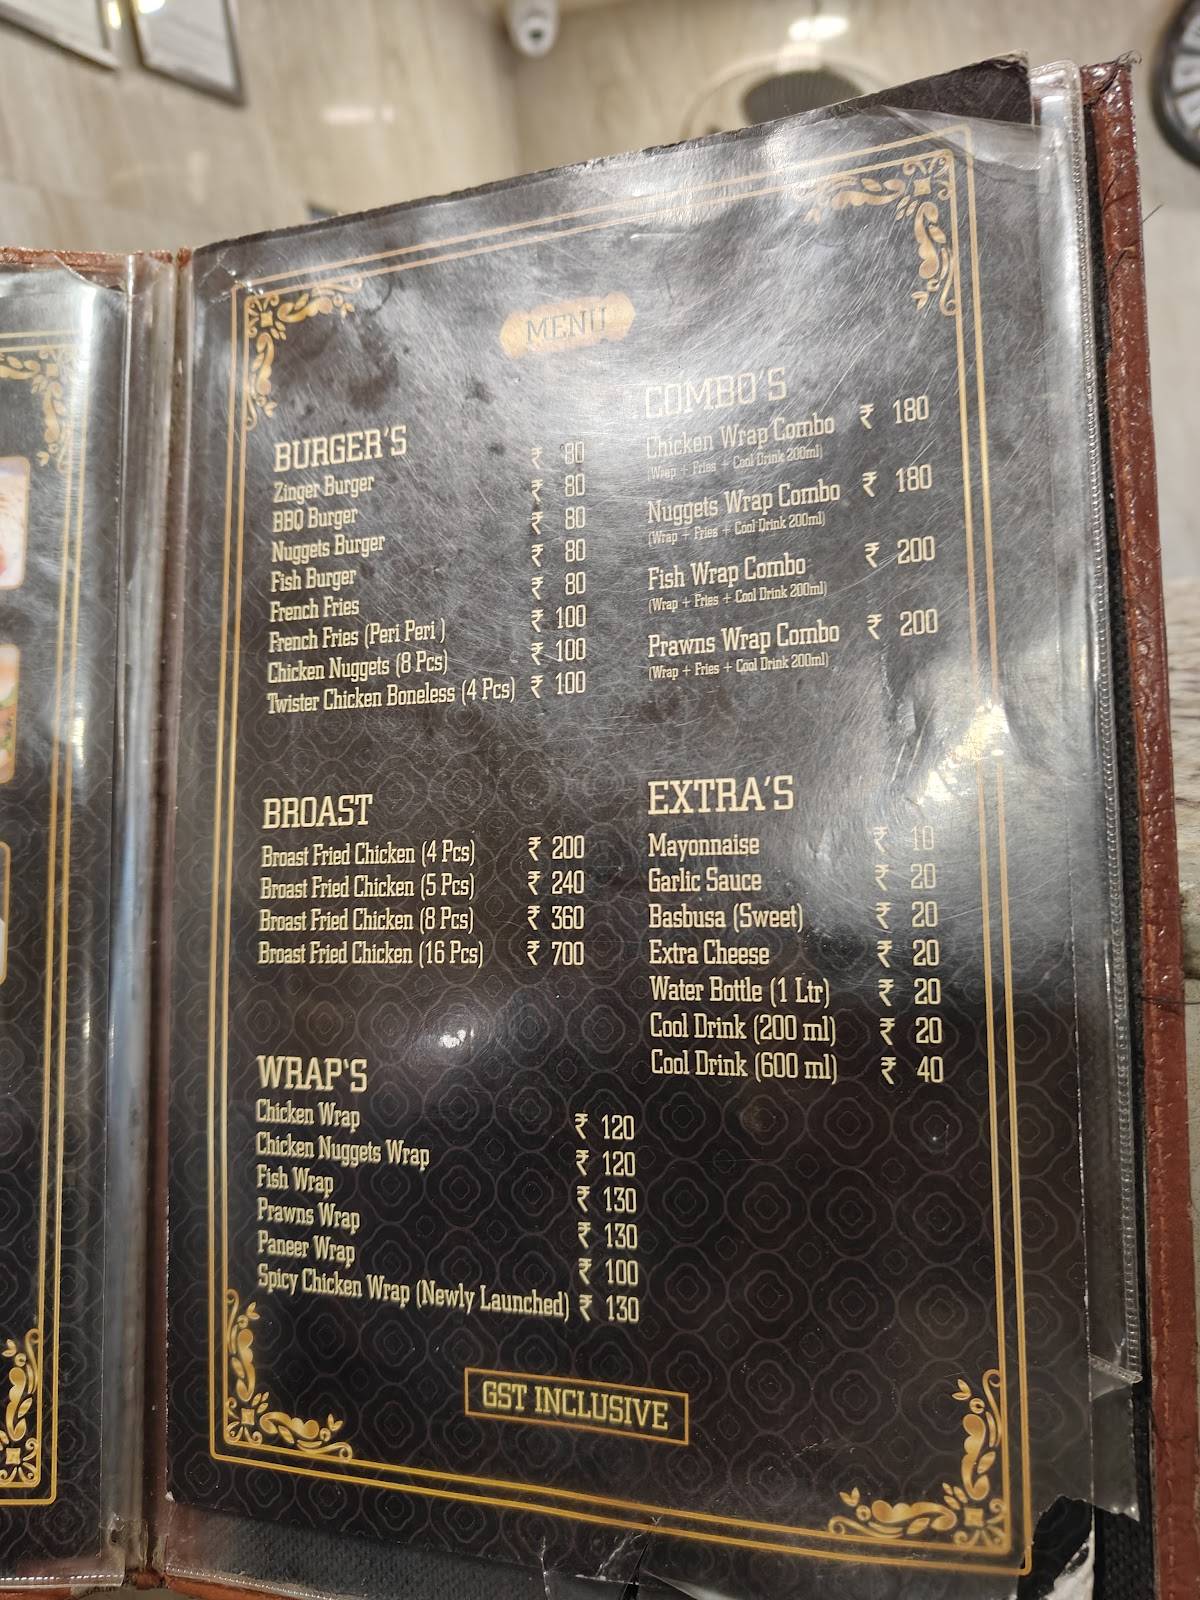 MENU
BURGER'S
Zinger Burger ₹ 80
BBQ Burger ₹ 80
Nuggets Burger ₹ 80
Fish Burger ₹ 80
French Fries ₹ 80
French Fries (Peri Peri ) ₹ 100
Chicken Nuggets (8 Pcs) ₹ 100
Twister Chicken Boneless (4 Pcs) ₹ 100
BROAST
Broast Fried Chicken (4 Pcs) ₹ 200
Broast Fried Chicken (5 Pcs) ₹ 240
Broast Fried Chicken (8 Pcs) ₹ 360
Broast Fried Chicken (16 Pcs) ₹ 700
WRAP'S
Chicken Wrap ₹ 120
Chicken Nuggets Wrap ₹ 120
Fish Wrap ₹ 130
Prawns Wrap ₹ 130
Paneer Wrap ₹ 100
Spicy Chicken Wrap (Newly Launched) ₹ 130
COMBO'S
Chicken Wrap Combo ₹ 180
(Wrap + Fries + Cool Drink 200ml)
Nuggets Wrap Combo ₹ 180
(Wrap + Fries + Cool Drink 200ml)
Fish Wrap Combo ₹ 200
(Wrap + Fries + Cool Drink 200ml)
Prawns Wrap Combo ₹ 200
(Wrap + Fries + Cool Drink 200ml)
EXTRA'S
Mayonnaise ₹ 10
Garlic Sauce ₹ 20
Basbusa (Sweet) ₹ 20
Extra Cheese ₹ 20
Water Bottle (1 Ltr) ₹ 20
Cool Drink (200 ml) ₹ 20
Cool Drink (600 ml) ₹ 40
GST INCLUSIVE